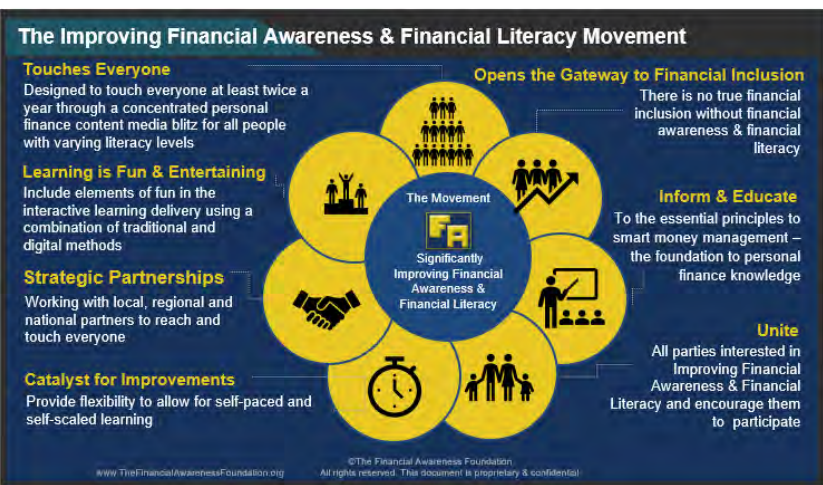 The Improving Financial Awareness & Financial Literacy Movement
Touches Everyone
Designed to touch everyone at least twice a
year through a concentrated personal
finance content media blitz for all people
with varying literacy levels
Learning is Fun & Entertaining
Include elements of fun in the
interactive learning delivery using a
combination of traditional and
digital methods
Strategic Partnerships
Working with local, regional and
national partners to reach and
touch everyone
Catalyst for Improvements
Provide flexibility to allow for self-paced and
self-scaled learning
The Movement
FA
Significantly
Improving Financial
Awareness &
Financial Literacy
Opens the Gateway to Financial Inclusion
There is no true financial
inclusion without financial
awareness & financial
literacy
Inform & Educate
To the essential principles to
smart money management –
the foundation to personal
finance knowledge
Unite
All parties interested in
Improving Financial
Awareness & Financial
Literacy and encourage them
to participate
www.TheFinancialAwarenessFoundation.org
©The Financial Awareness Foundation
All rights reserved. This document is proprietary & confidential